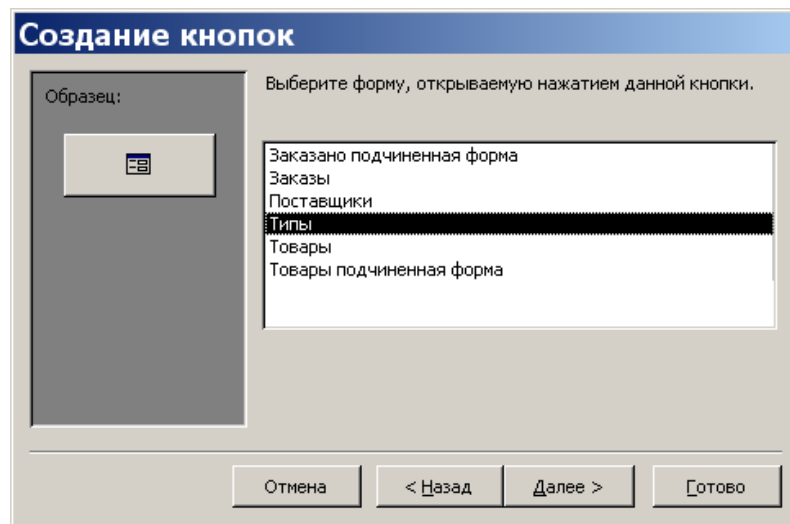 Создание кнопок
Образец:
Выберите форму, открываемую нажатием данной кнопки.
Заказано подчиненная форма
Заказы
Поставщики
Типы
Товары
Товары подчиненная форма
Отмена
< Назад
Далее >
Готово